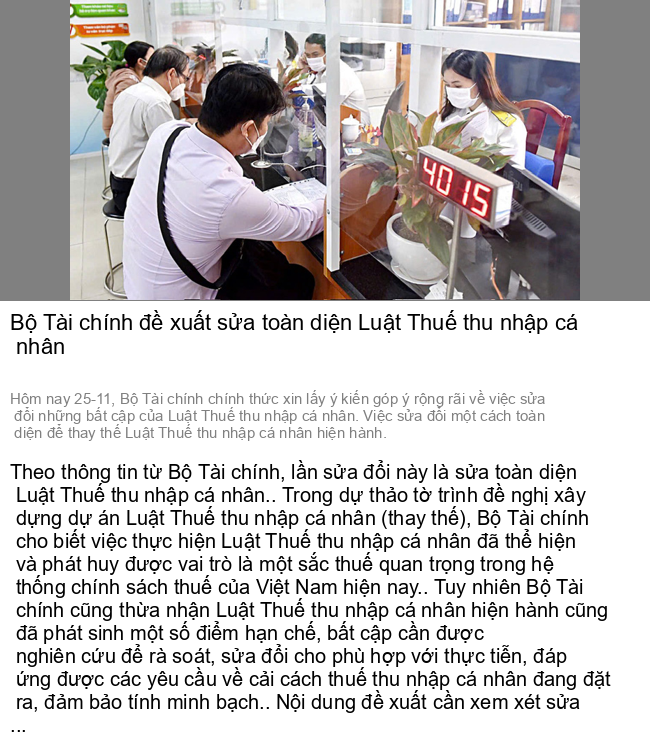 4015
Bộ Tài chính đề xuất sửa toàn diện Luật Thuế thu nhập cá
nhân
Hôm nay 25-11, Bộ Tài chính chính thức xin lấy ý kiến góp ý rộng rãi về việc sửa
đổi những bất cập của Luật Thuế thu nhập cá nhân. Việc sửa đổi một cách toàn
diện để thay thế Luật Thuế thu nhập cá nhân hiện hành.
Theo thông tin từ Bộ Tài chính, lần sửa đổi này là sửa toàn diện
Luật Thuế thu nhập cá nhân.. Trong dự thảo tờ trình đề nghị xây
dựng dự án Luật Thuế thu nhập cá nhân (thay thế), Bộ Tài chính
cho biết việc thực hiện Luật Thuế thu nhập cá nhân đã thể hiện
và phát huy được vai trò là một sắc thuế quan trọng trong hệ
thống chính sách thuế của Việt Nam hiện nay.. Tuy nhiên Bộ Tài
chính cũng thừa nhận Luật Thuế thu nhập cá nhân hiện hành cũng
đã phát sinh một số điểm hạn chế, bất cập cần được
nghiên cứu để rà soát, sửa đổi cho phù hợp với thực tiễn, đáp
ứng được các yêu cầu về cải cách thuế thu nhập cá nhân đang đặt
ra, đảm bảo tính minh bạch.. Nội dung đề xuất cần xem xét sửa
...